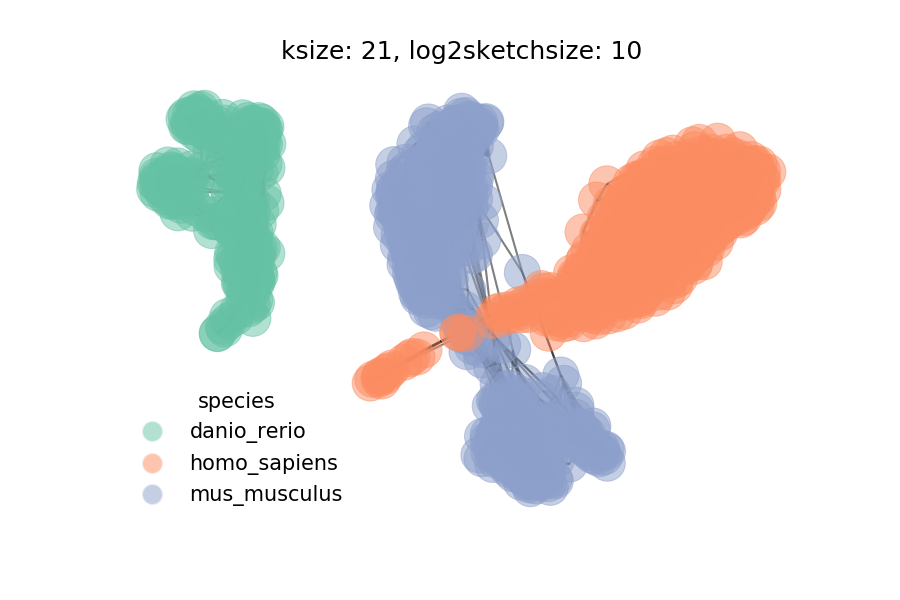 ksize: 21, log2sketchsize: 10
species
danio_rerio
homo_sapiens
mus_musculus